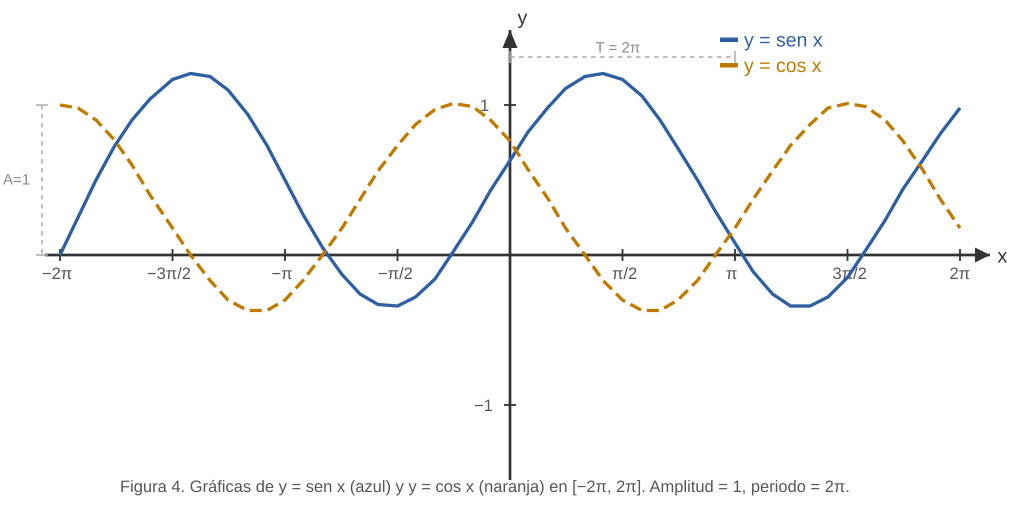 y
y = sen x
T = 2π
y = cos x
1
A=1
x
−2π
−3π/2
−π
−π/2
π/2
π
3π/2
2π
−1
Figura 4. Gráficas de y = sen x (azul) y y = cos x (naranja) en [−2π, 2π]. Amplitud = 1, periodo = 2π.